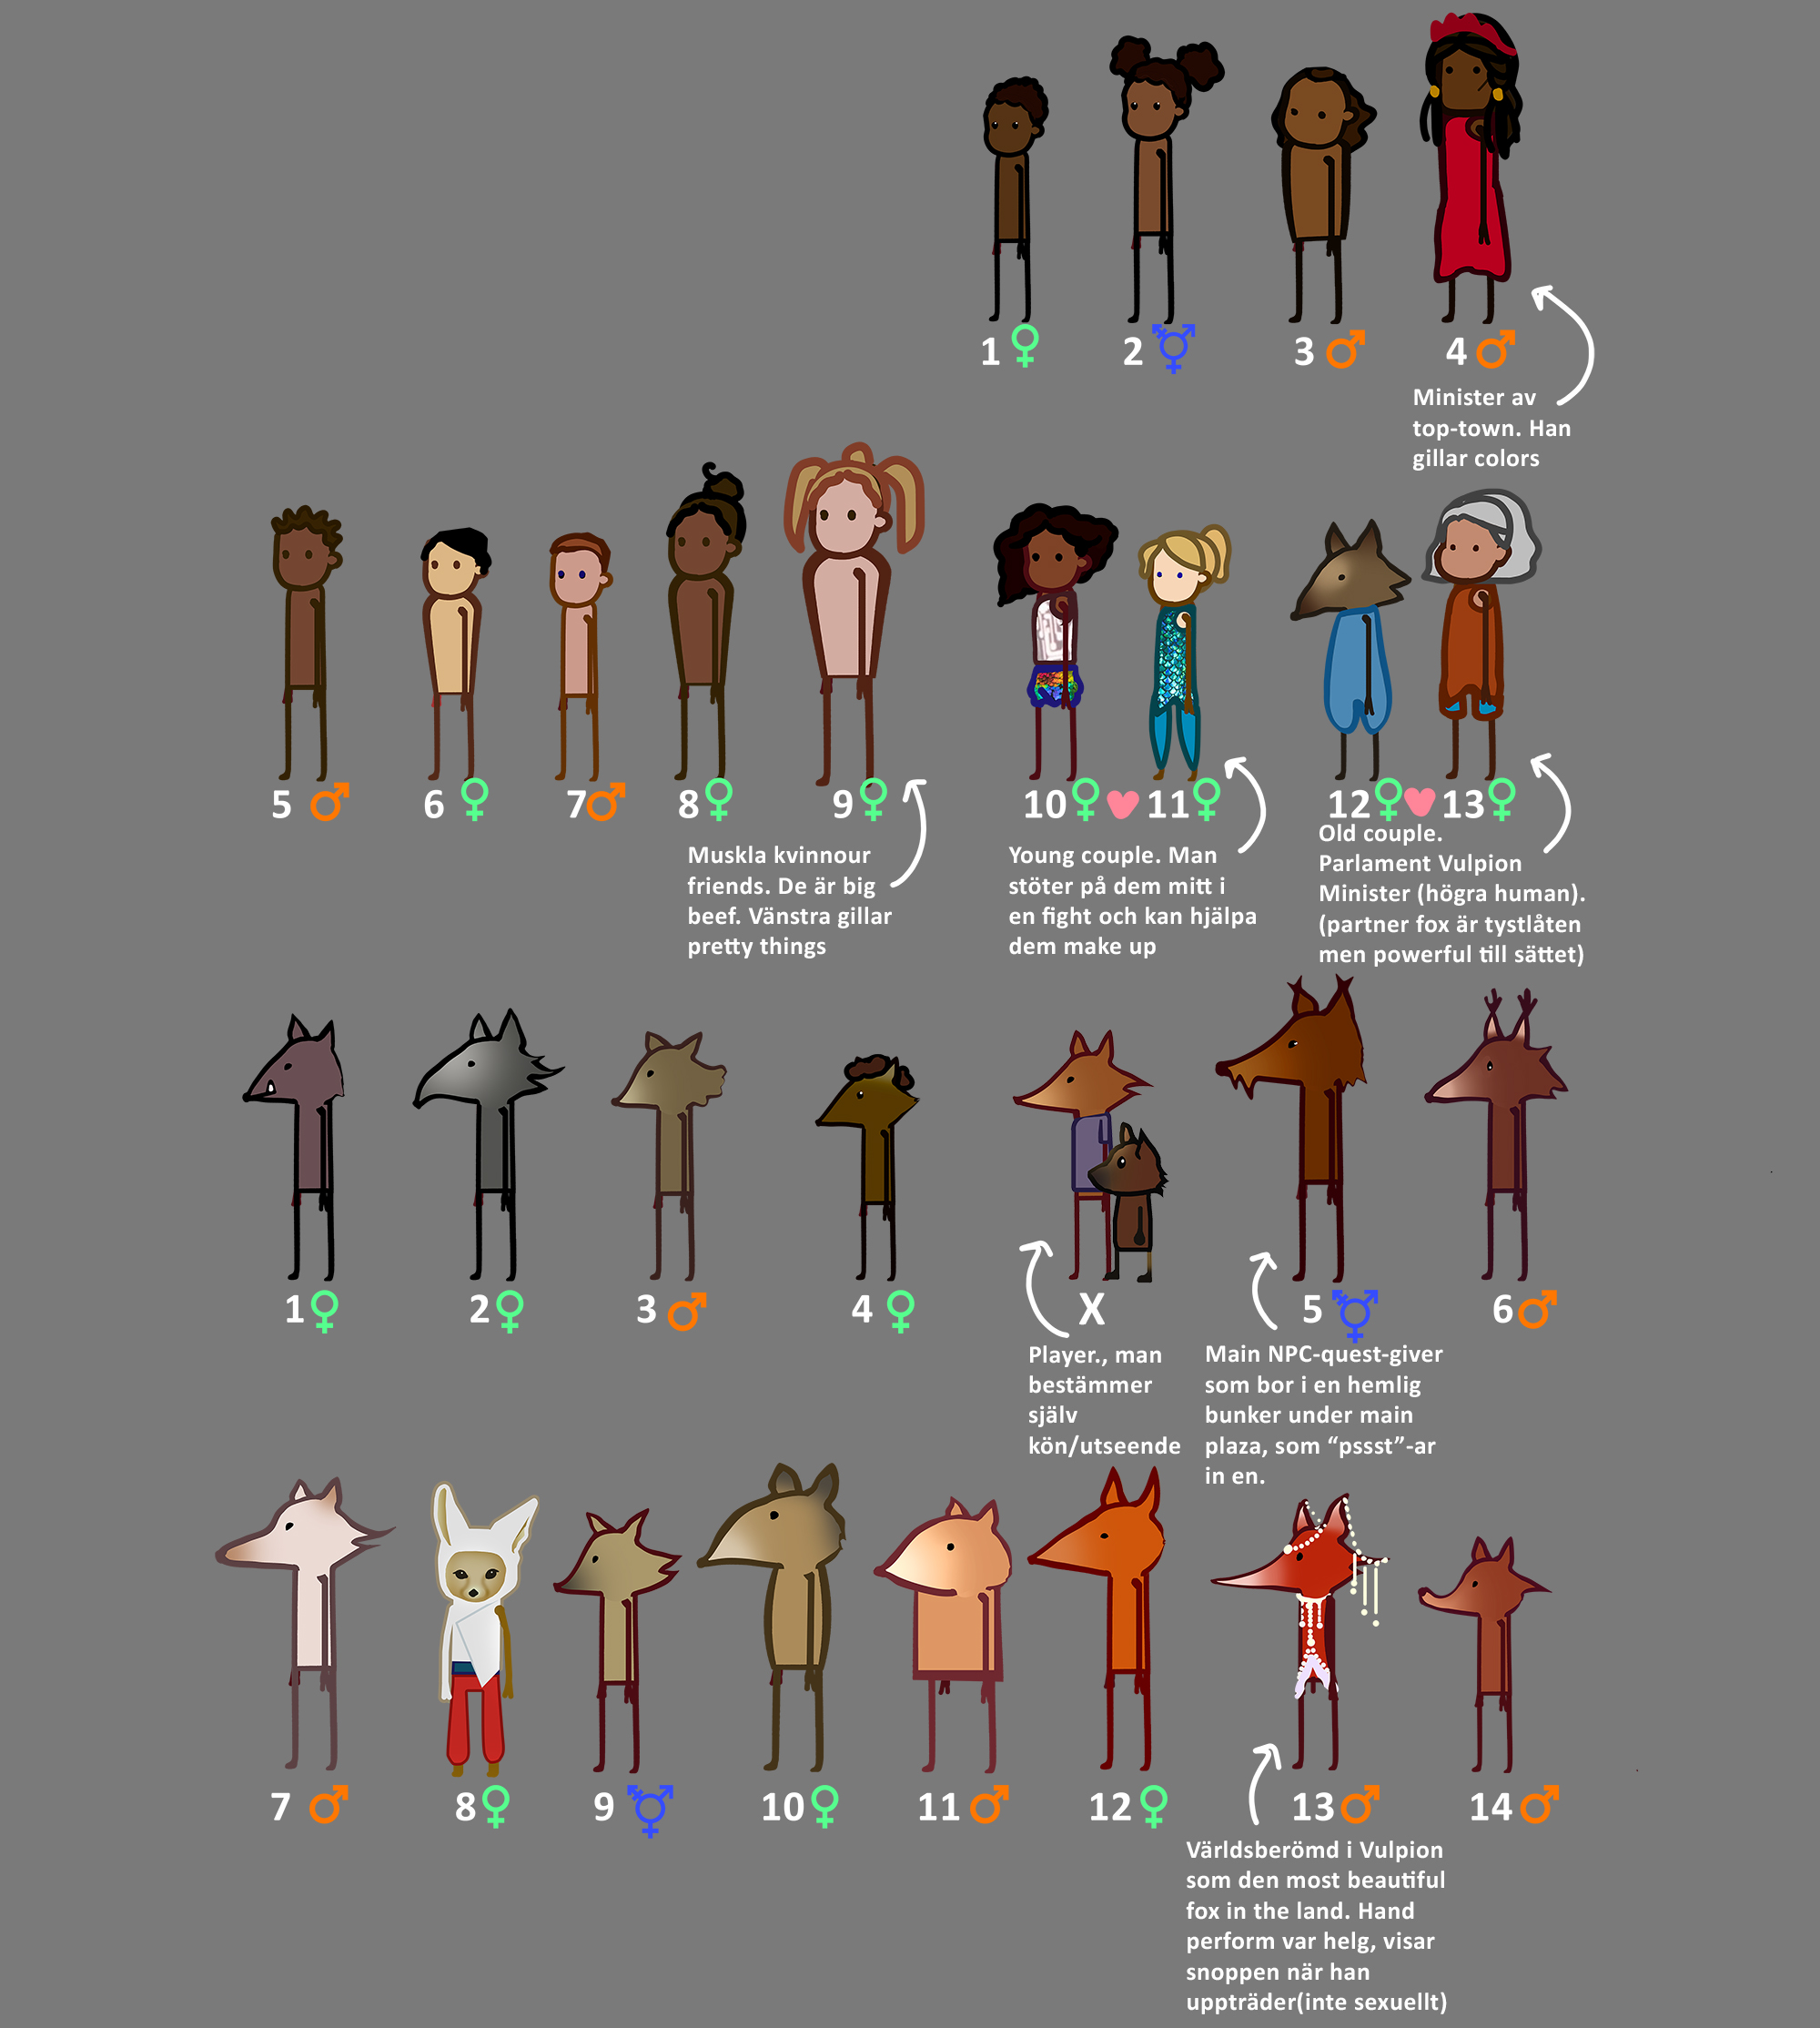 1 ♀ 2 ⚧ 3 ♂ 4 ♂
Minister av
top-town. Han
gillar colors
5 ♂ 6 ♀ 7 ♂ 8 ♀ 9 ♀ 10 ♀ 11 ♀ 12 ♀ 13 ♀
Muskla kvinnour
friends. De är big
beef. Vänstra gillar
pretty things
Young couple. Man
stöter på dem mitt i
en fight och kan hjälpa
dem make up
Old couple.
Parlament Vulpion
Minister (högra human).
(partner fox är tystlåten
men powerful till sättet)
1 ♀ 2 ♀ 3 ♂ 4 ♀ X 5 ⚧ 6 ♂
Player., man
bestämmer
själv
kön/utseende
Main NPC-quest-giver
som bor i en hemlig
bunker under main
plaza, som “pssst”-ar
in en.
7 ♂ 8 ♀ 9 ⚧ 10 ♀ 11 ♂ 12 ♀ 13 ♂ 14 ♂
Världsberömd i Vulpion
som den most beautiful
fox in the land. Hand
perform var helg, visar
snoppen när han
uppträder(inte sexuellt)